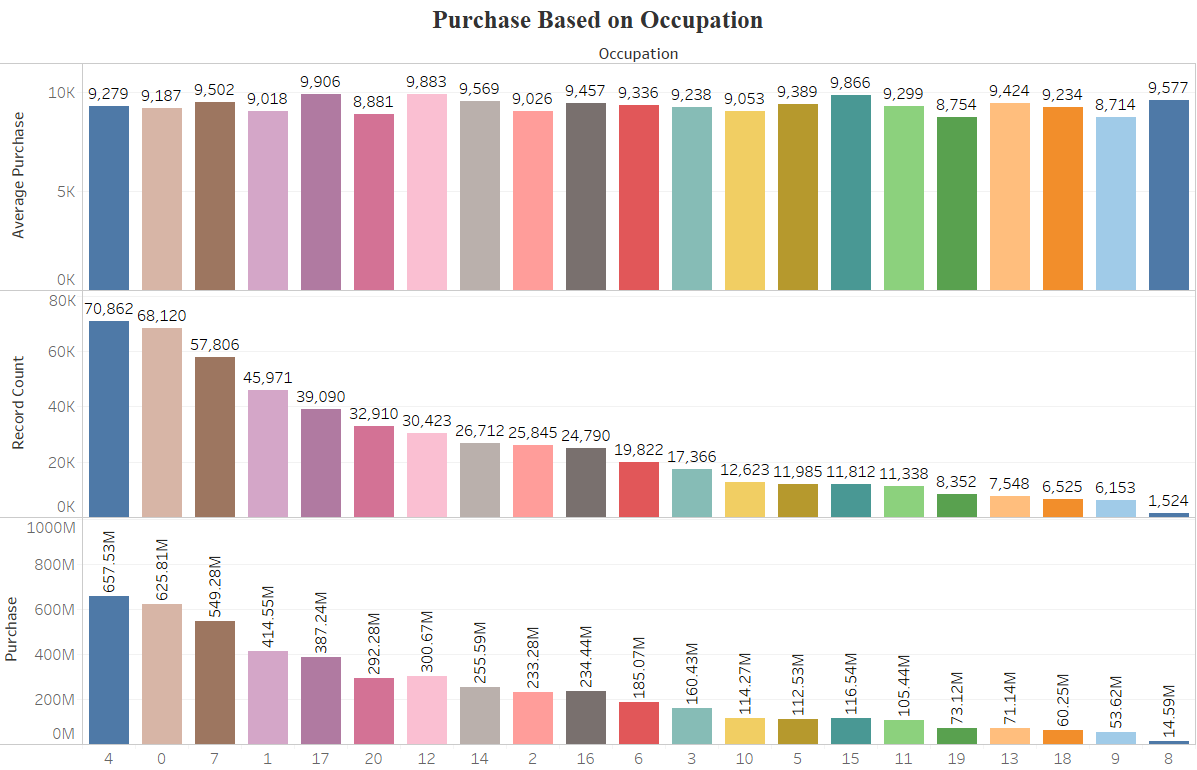 Purchase Based on Occupation
Occupation
Average Purchase
10K
5K
0K
9,279 9,187 9,502 9,018 9,906 8,881 9,883 9,569 9,026 9,457 9,336 9,238 9,053 9,389 9,866 9,299 8,754 9,424 9,234 8,714 9,577
Record Count
80K
60K
40K
20K
0K
70,862 68,120 57,806 45,971 39,090 32,910 30,423 26,712 25,845 24,790 19,822 17,366 12,623 11,985 11,812 11,338 8,352 7,548 6,525 6,153 1,524
Purchase
1000M
800M
600M
400M
200M
0M
657.53M 625.81M 549.28M 414.55M 387.24M 292.28M 300.67M 255.59M 233.28M 234.44M 185.07M 160.43M 114.27M 112.53M 116.54M 105.44M 73.12M 71.14M 60.25M 53.62M 14.59M
4 0 7 1 17 20 12 14 2 16 6 3 10 5 15 11 19 13 18 9 8